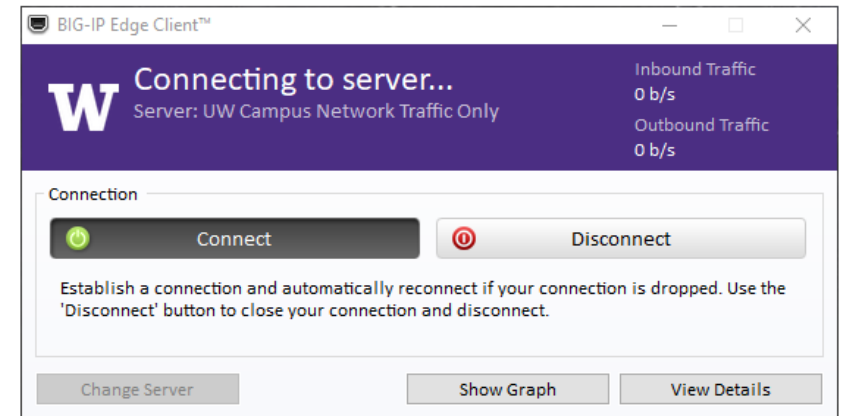 BIG-IP Edge Client™
W
Connecting to server...
Server: UW Campus Network Traffic Only
Inbound Traffic
0 b/s
Outbound Traffic
0 b/s
Connection
Connect
Disconnect
Establish a connection and automatically reconnect if your connection is dropped. Use the
'Disconnect' button to close your connection and disconnect.
Change Server
Show Graph
View Details